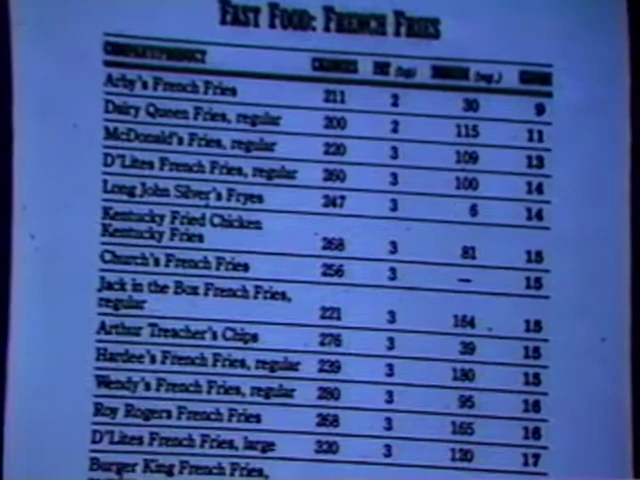 FAST FOOD: FRENCH FRIES
COMPANY/PRODUCT CALORIES FAT (tsp) SODIUM (mg.) GLOOM
Arby's French Fries 211 2 30 9
Dairy Queen Fries, regular 200 2 115 11
McDonald's Fries, regular 220 3 109 13
D'Lites French Fries, regular 260 3 100 14
Long John Silver's Fryes 247 3 6 14
Kentucky Fried Chicken
Kentucky Fries 268 3 81 15
Church's French Fries 256 3 — 15
Jack in the Box French Fries,
regular 221 3 164 15
Arthur Treacher's Chips 276 3 39 15
Hardee's French Fries, regular 239 3 180 15
Wendy's French Fries, regular 280 3 95 16
Roy Rogers French Fries 268 3 165 16
D'Lites French Fries, large 320 3 120 17
Burger King French Fries,